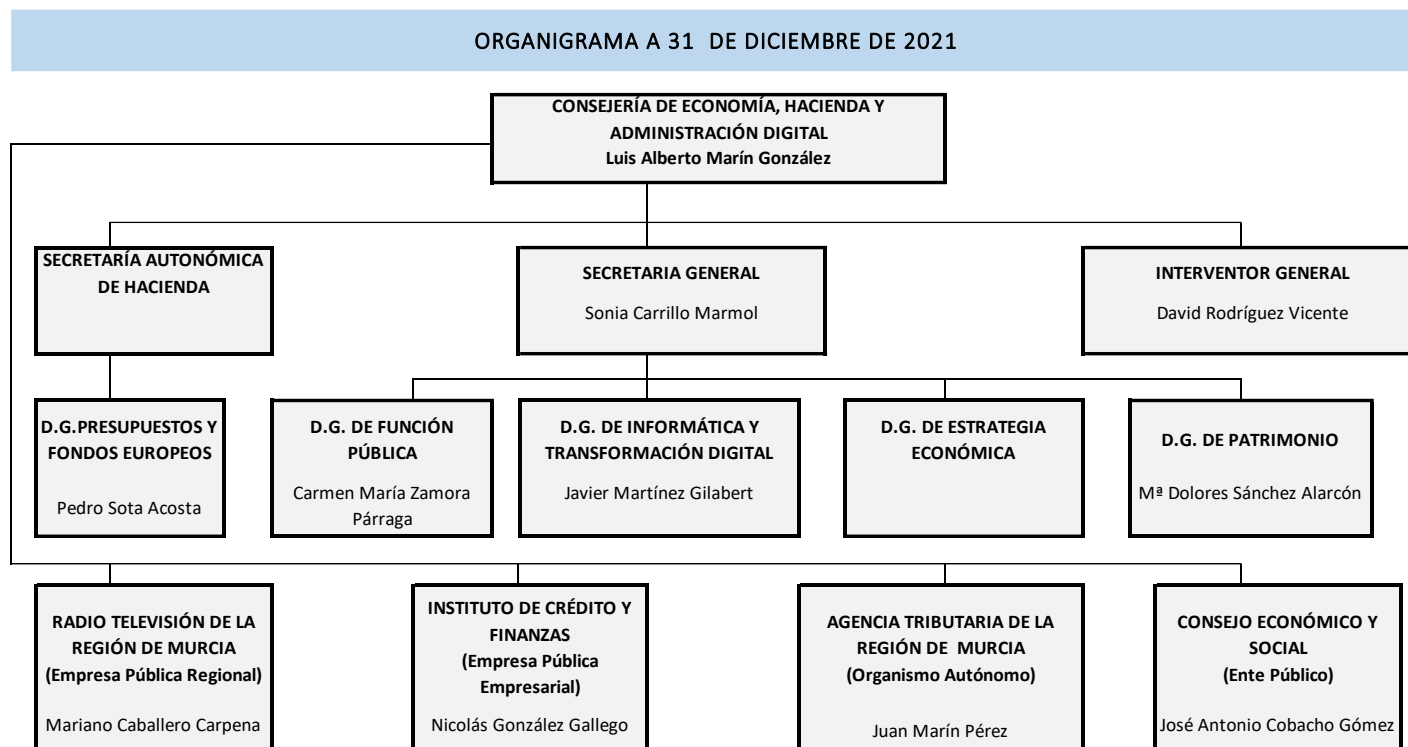 ORGANIGRAMA A 31 DE DICIEMBRE DE 2021
CONSEJERÍA DE ECONOMÍA, HACIENDA Y
ADMINISTRACIÓN DIGITAL
Luis Alberto Marín González
SECRETARÍA AUTONÓMICA
DE HACIENDA
SECRETARIA GENERAL
Sonia Carrillo Marmol
INTERVENTOR GENERAL
David Rodríguez Vicente
D.G.PRESUPUESTOS Y
FONDOS EUROPEOS
Pedro Sota Acosta
D.G. DE FUNCIÓN
PÚBLICA
Carmen María Zamora
Párraga
D.G. DE INFORMÁTICA Y
TRANSFORMACIÓN DIGITAL
Javier Martínez Gilabert
D.G. DE ESTRATEGIA
ECONÓMICA
D.G. DE PATRIMONIO
Mª Dolores Sánchez Alarcón
RADIO TELEVISIÓN DE LA
REGIÓN DE MURCIA
(Empresa Pública Regional)
Mariano Caballero Carpena
INSTITUTO DE CRÉDITO Y
FINANZAS
(Empresa Pública
Empresarial)
Nicolás González Gallego
AGENCIA TRIBUTARIA DE LA
REGIÓN DE MURCIA
(Organismo Autónomo)
Juan Marín Pérez
CONSEJO ECONÓMICO Y
SOCIAL
(Ente Público)
José Antonio Cobacho Gómez